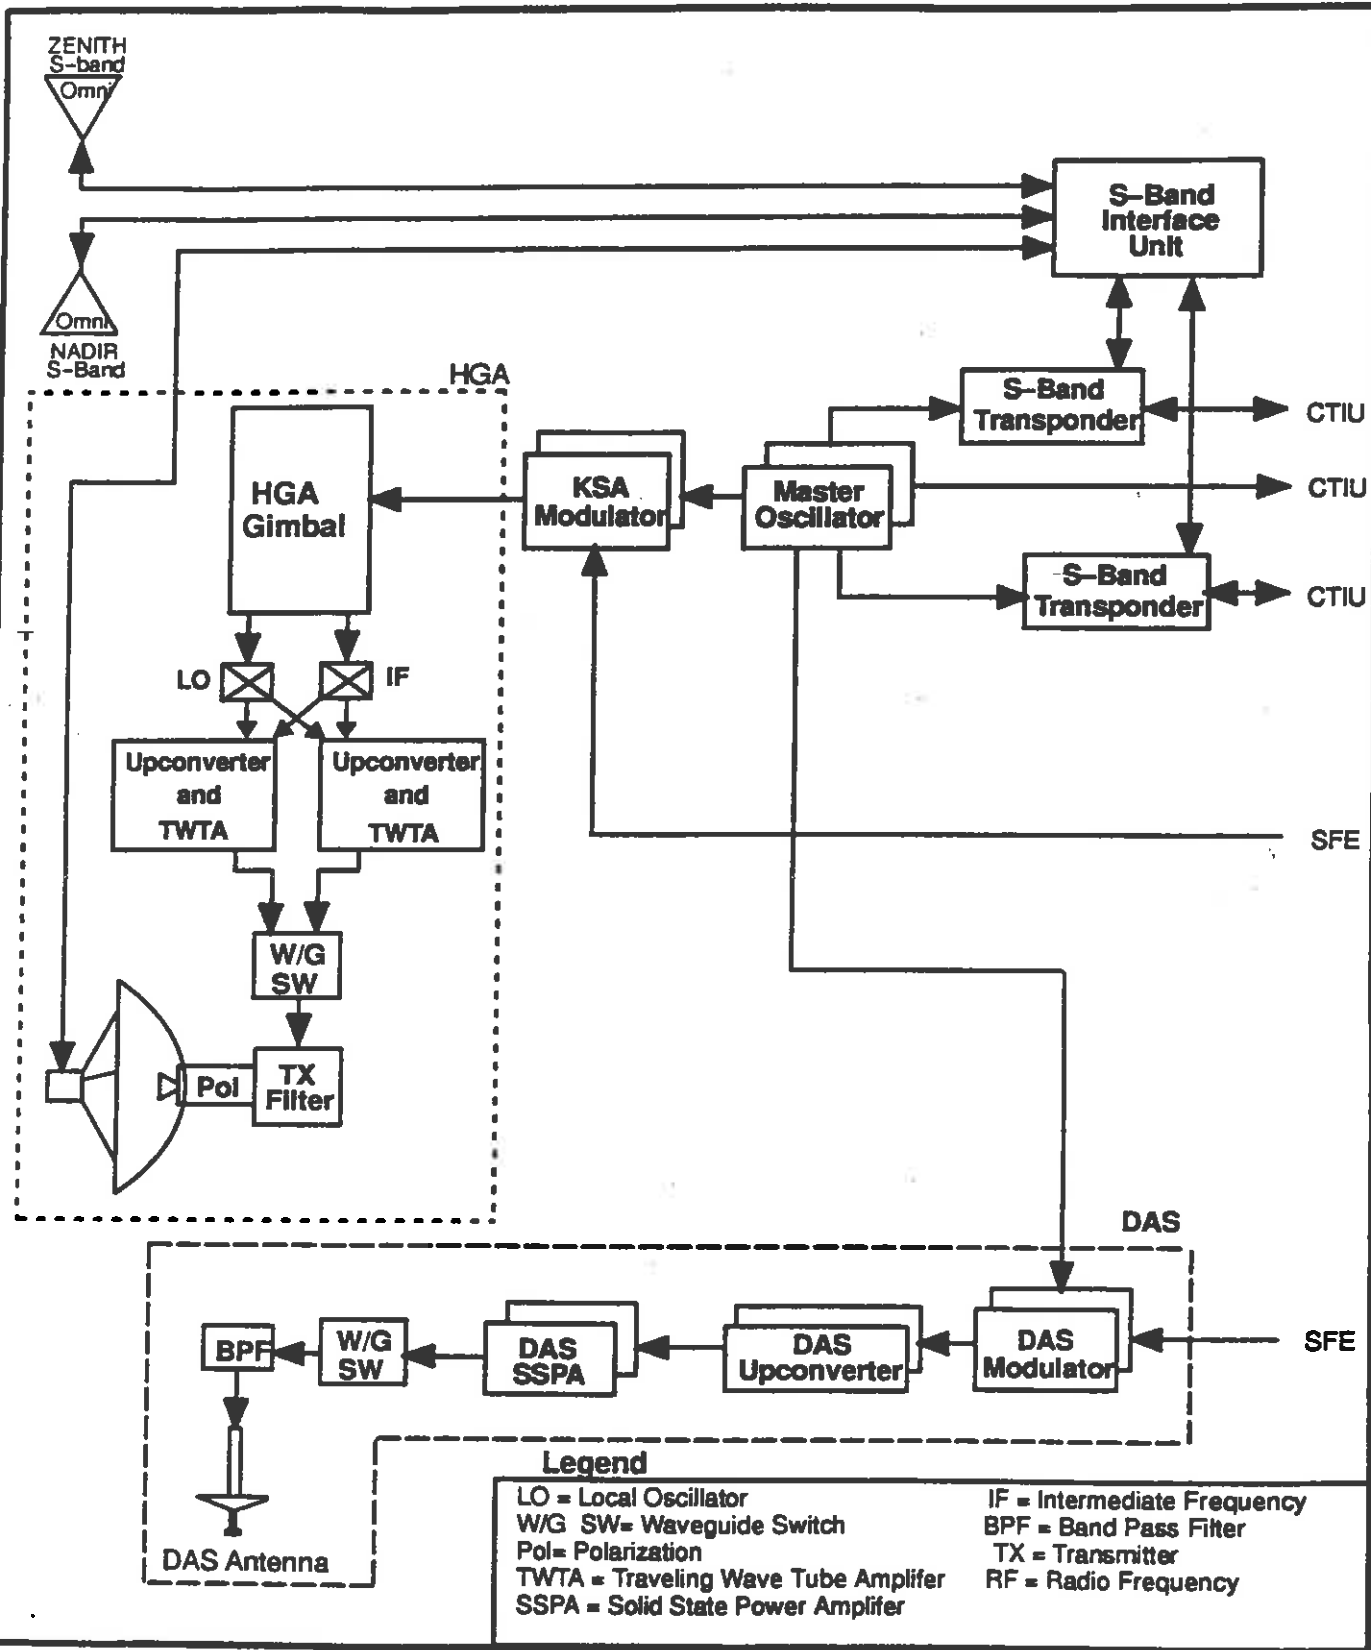 ZENITH
S-band
Omni
S-Band
Interface
Unit
Omni
NADIR
S-Band
HGA
S-Band
Transponder
CTIU
HGA
Gimbal
KSA
Modulator
Master
Oscillator
CTIU
S-Band
Transponder
CTIU
LO
IF
Upconverter
and
TWTA
Upconverter
and
TWTA
SFE
W/G
SW
Pol
TX
Filter
DAS
BPF
W/G
SW
DAS
SSPA
DAS
Upconverter
DAS
Modulator
SFE
DAS Antenna
Legend
LO = Local Oscillator
W/G SW= Waveguide Switch
Pol= Polarization
TWTA = Traveling Wave Tube Amplifer
SSPA = Solid State Power Amplifer
IF = Intermediate Frequency
BPF = Band Pass Filter
TX = Transmitter
RF = Radio Frequency